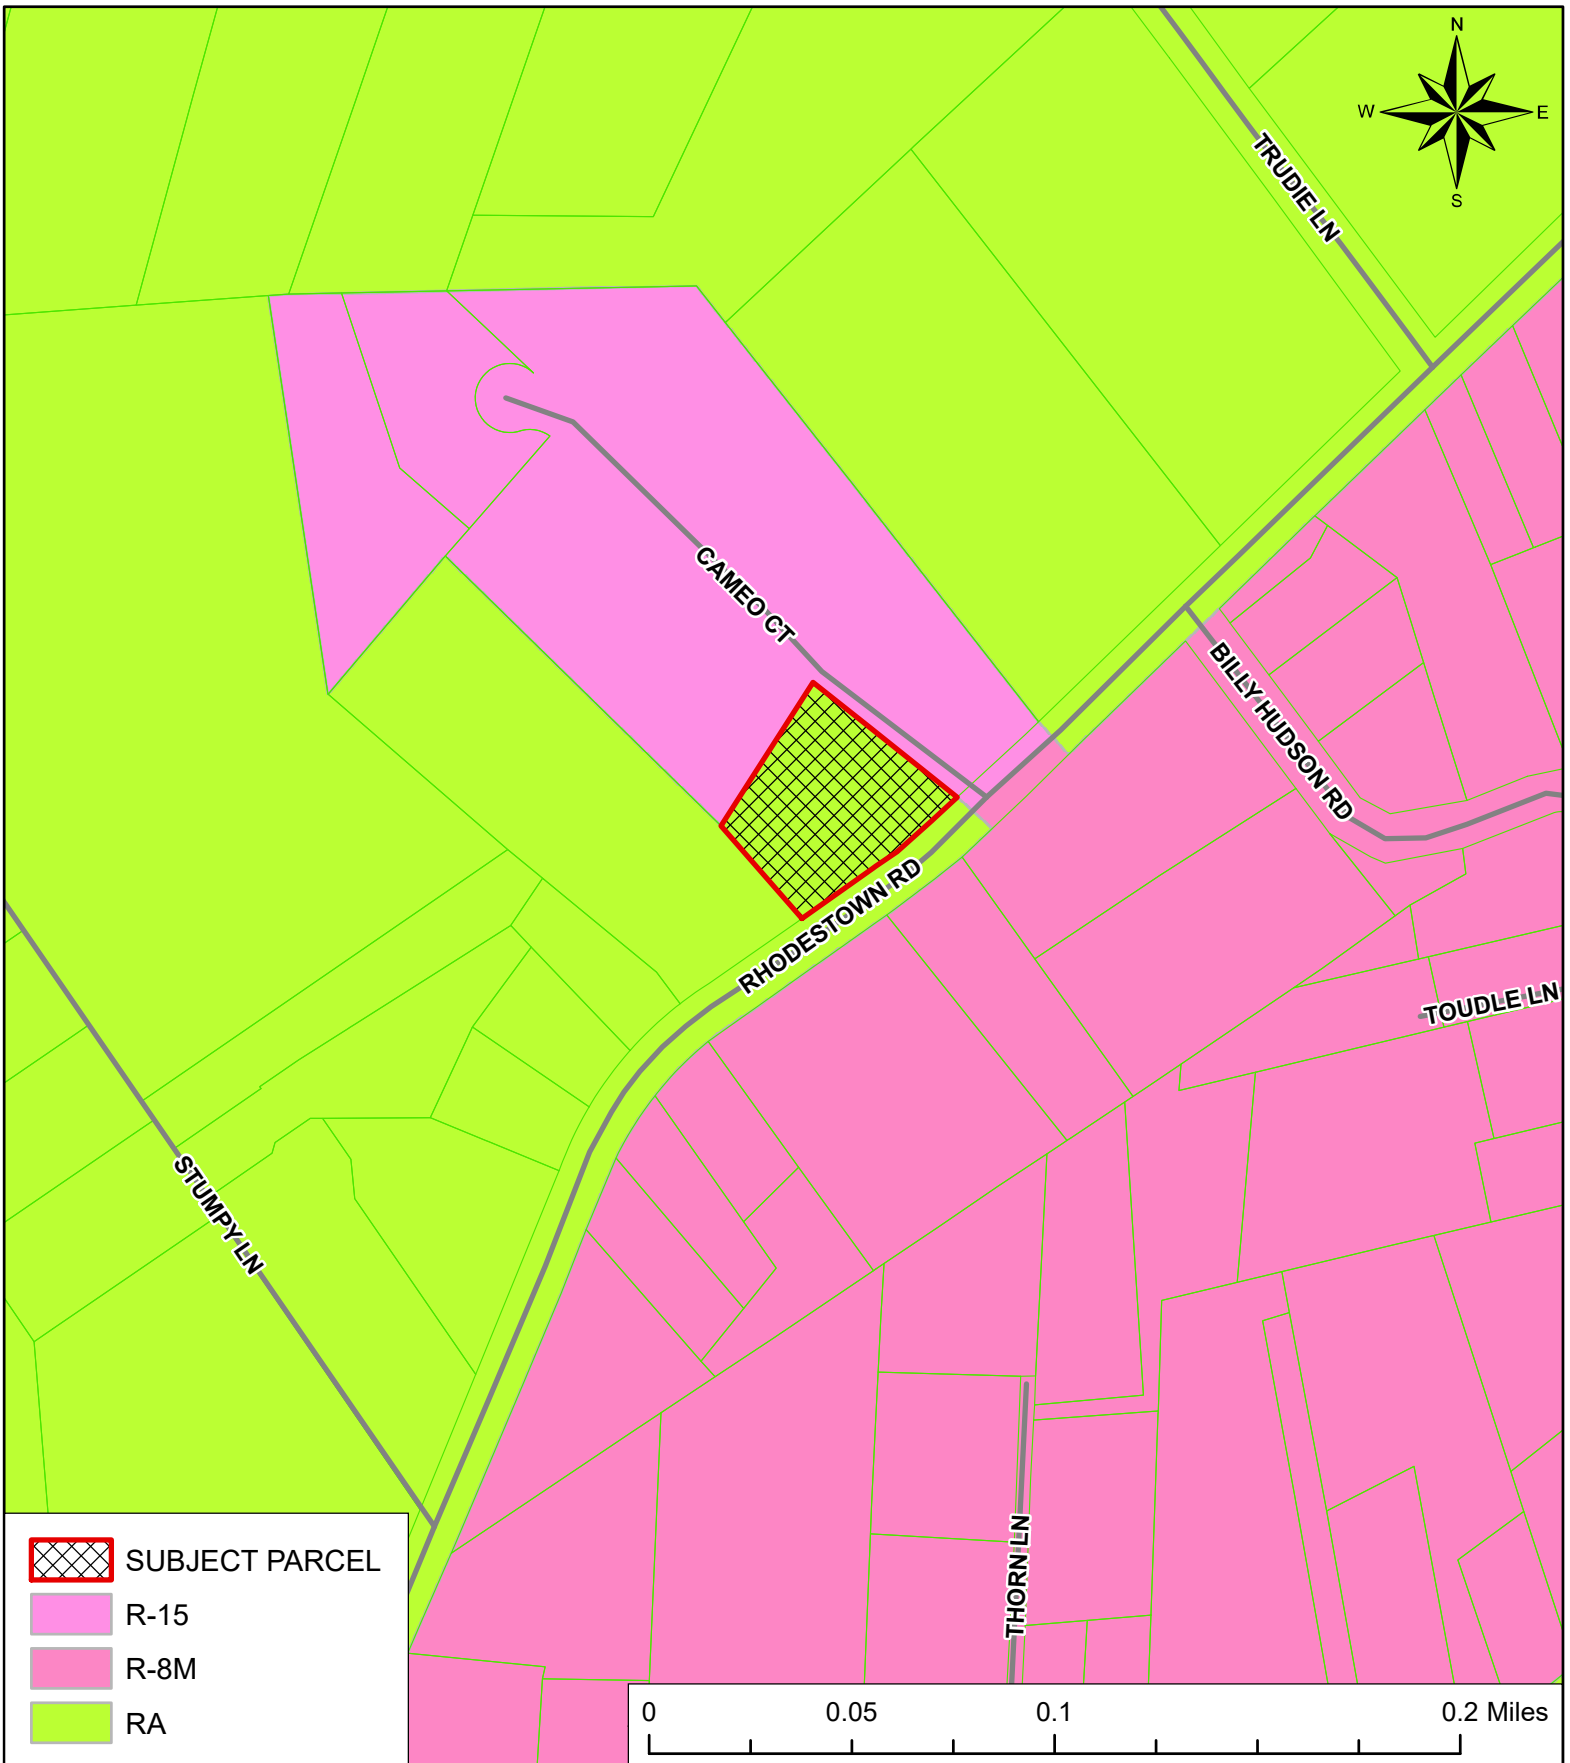 N
W E
S
TRUDIE LN
CAMEO CT
BILLY HUDSON RD
RHODESTOWN RD
TOUDLE LN
STUMPY LN
THORN LN
SUBJECT PARCEL
R-15
R-8M
RA
0 0.05 0.1 0.2 Miles